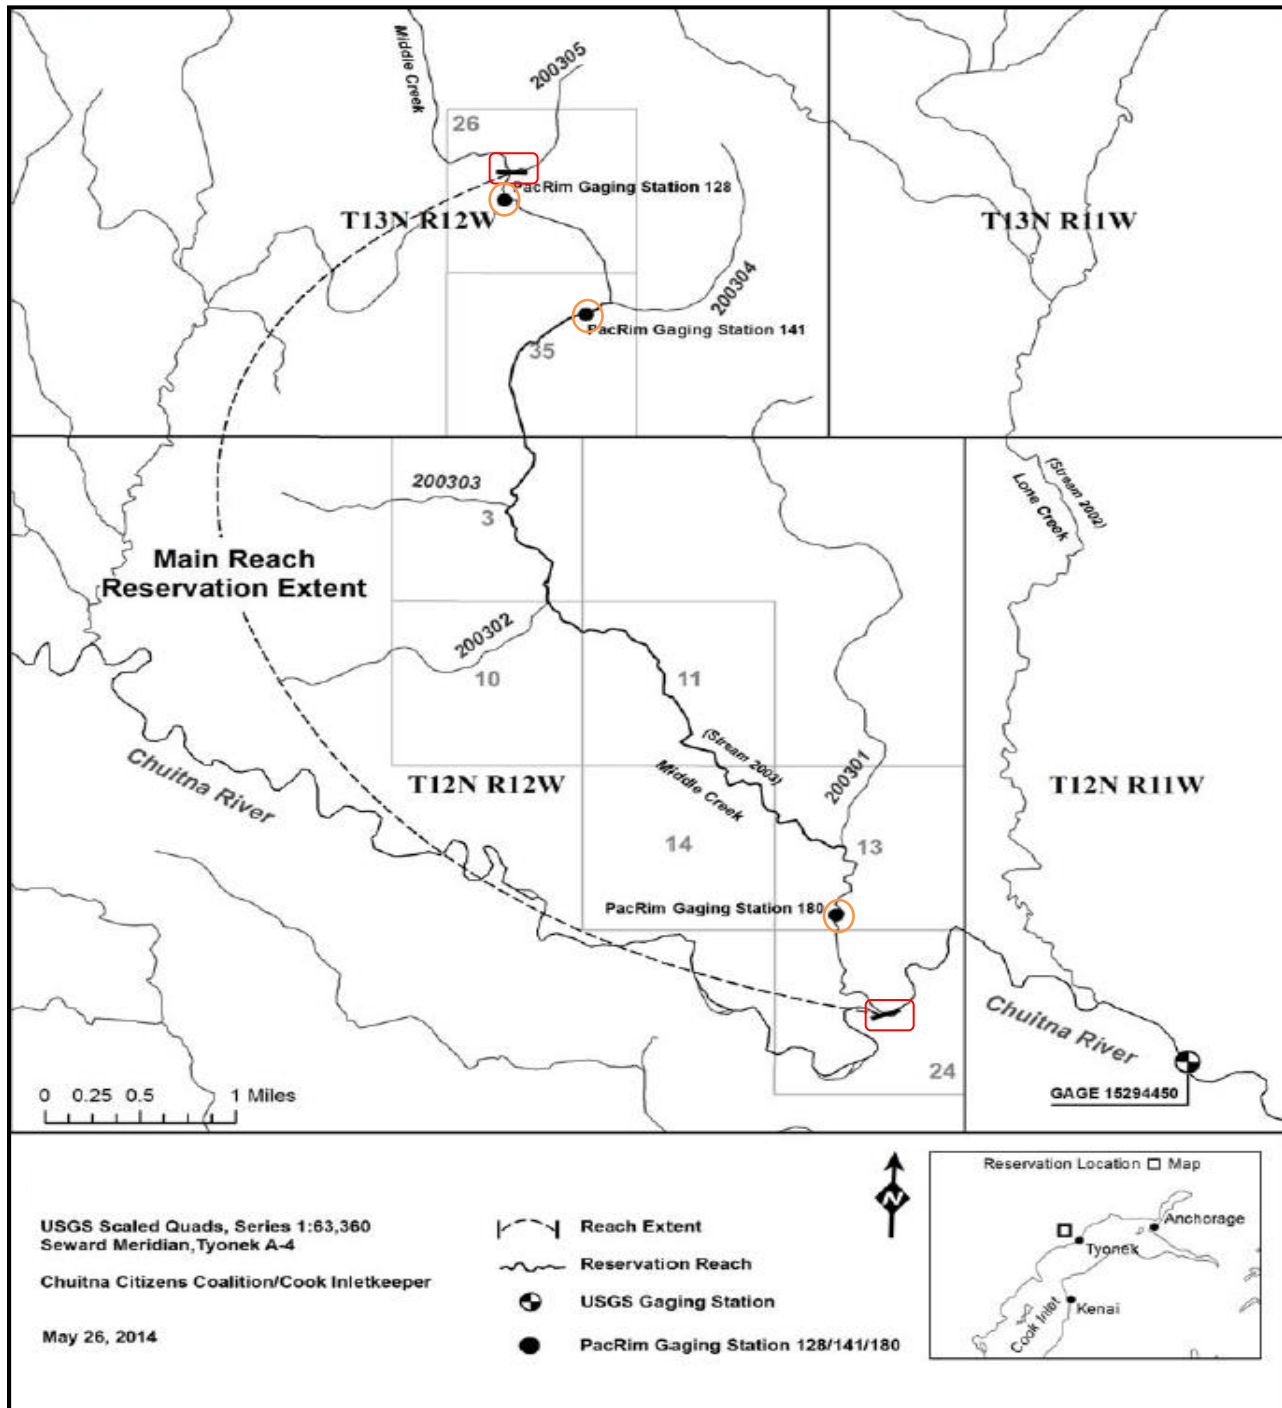 Middle Creek
200305
26
PacRim Gaging Station 128
T13N R12W
T13N R11W
200304
PacRim Gaging Station 141
35
200303
3
(Stream 2002)
Lone Creek
Main Reach
Reservation Extent
200302
10
11
(Stream 2003)
Middle Creek
200301
Chuitna River
T12N R12W
T12N R11W
14
13
PacRim Gaging Station 180
Chuitna River
24
GAGE 15294450
0 0.25 0.5 1 Miles
USGS Scaled Quads, Series 1:63,360
Seward Meridian,Tyonek A-4
Chuitna Citizens Coalition/Cook Inletkeeper
May 26, 2014
Reach Extent
Reservation Reach
USGS Gaging Station
PacRim Gaging Station 128/141/180
N
Reservation Location Map
Anchorage
Tyonek
Kenai
Cook Inlet